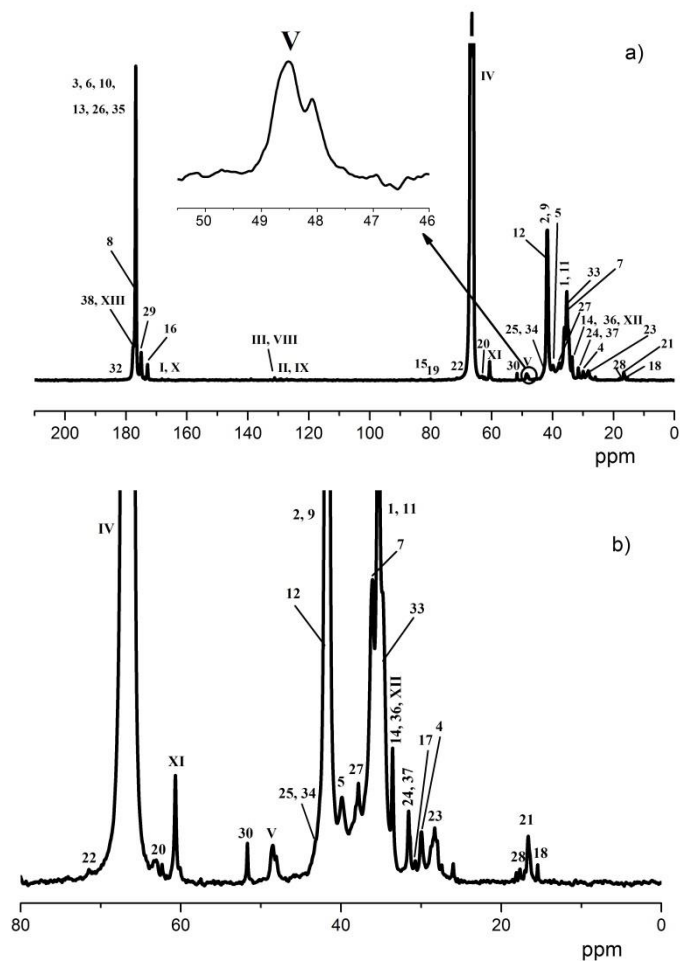 V
a)
IV
3, 6, 10,
13, 26, 35
50 49 48 47 46
8
38, XIII
29
16
32
I, X
III, VIII
II, IX
15
19
22
20
XI
30
V
25, 34
12
2, 9
5
1, 11
33
7
27
14, 36, XII
24, 37
4
23
28
21
18
200 180 160 140 120 100 80 60 40 20 0
ppm
b)
IV
2, 9
1, 11
7
12
33
14, 36, XII
XI
17
4
5
27
24, 37
25, 34
23
21
30
V
22
20
28
18
80 60 40 20 0
ppm